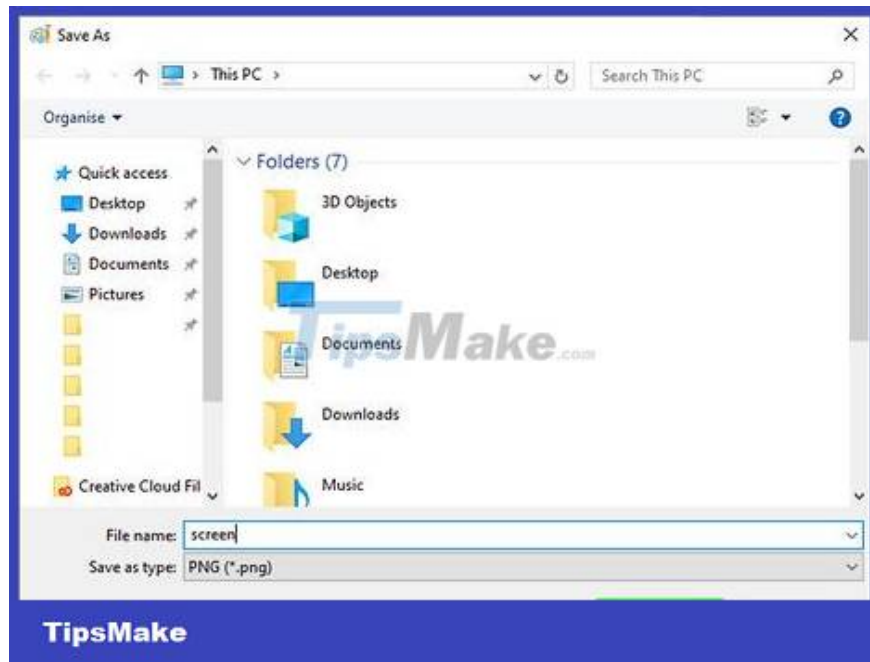 Save As
This PC
Search This PC
Organise
Quick access
Desktop
Downloads
Documents
Pictures
Creative Cloud Fil
Folders (7)
3D Objects
Desktop
Documents
Downloads
Music
TipsMake.com
File name: screen
Save as type: PNG (*.png)
TipsMake